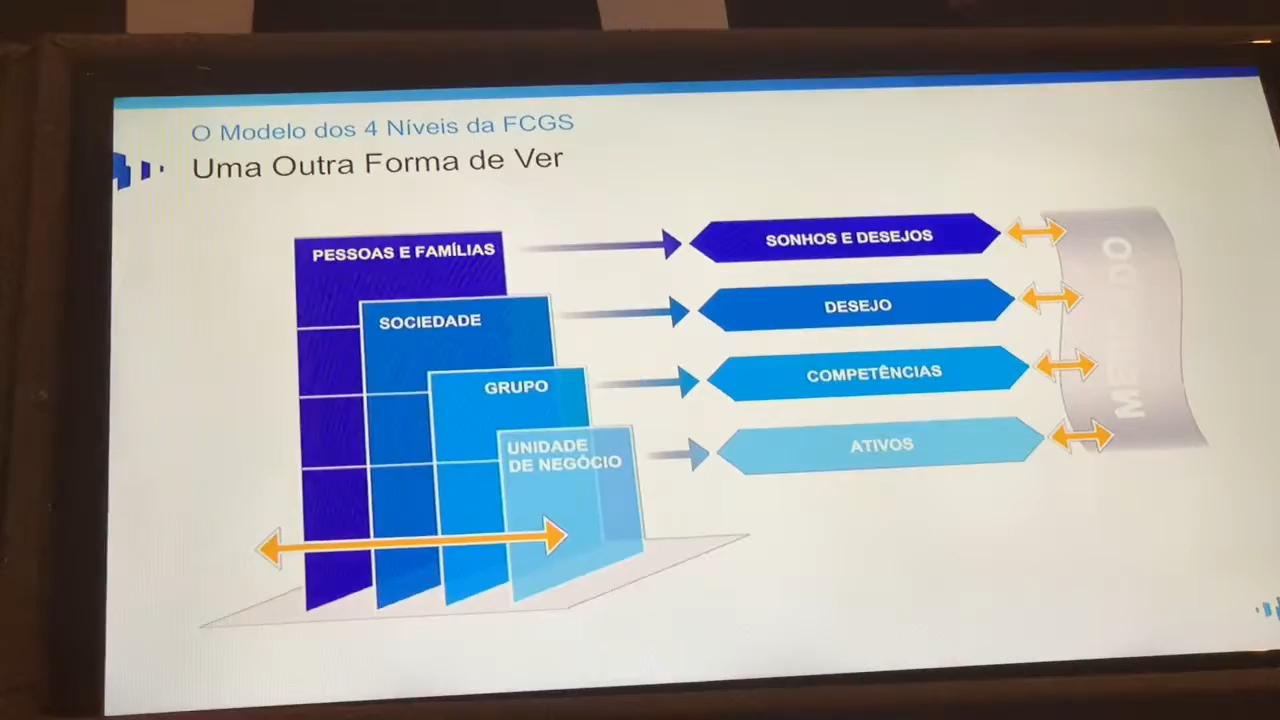 O Modelo dos 4 Níveis da FCGS
Uma Outra Forma de Ver
PESSOAS E FAMÍLIAS
SOCIEDADE
GRUPO
UNIDADE
DE NEGÓCIO
SONHOS E DESEJOS
DESEJO
COMPETÊNCIAS
ATIVOS
MERCADO